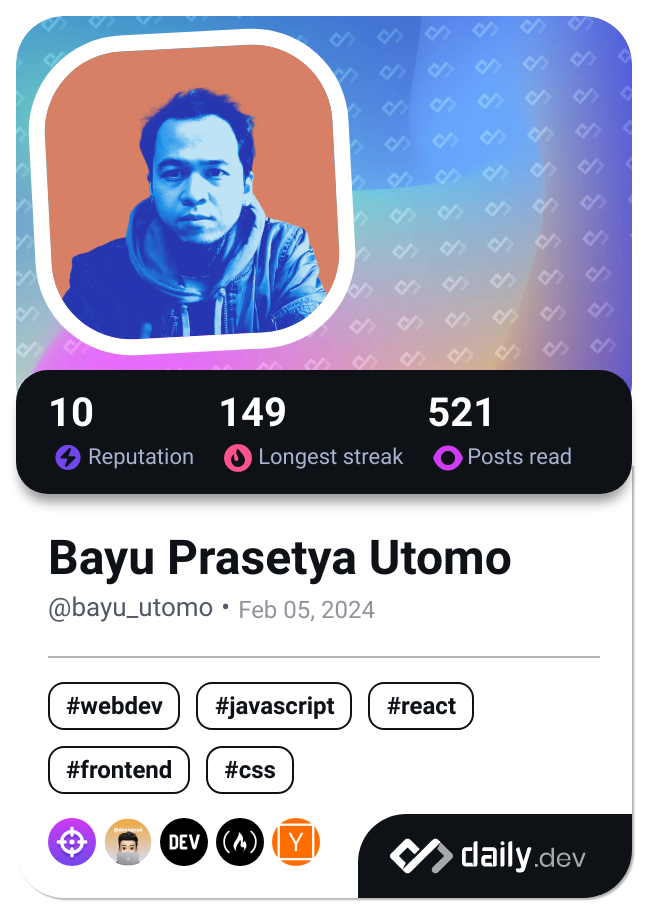 10 149 521
Reputation Longest streak Posts read
Bayu Prasetya Utomo
@bayu_utomo • Feb 05, 2024
#webdev #javascript #react
#frontend #css
DEV Y daily.dev